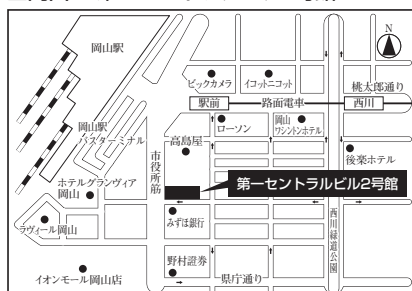 岡山駅
N
ビックカメラ
イコットニコット
桃太郎通り
駅前
路面電車
西川
岡山駅
バスターミナル
ローソン
岡山
ワシントンホテル
高島屋
市役所筋
後楽ホテル
ホテルグランヴィア
岡山
第一セントラルビル2号館
ラヴィール岡山
みずほ銀行
西川緑道公園
野村證券
イオンモール岡山店
県庁通り